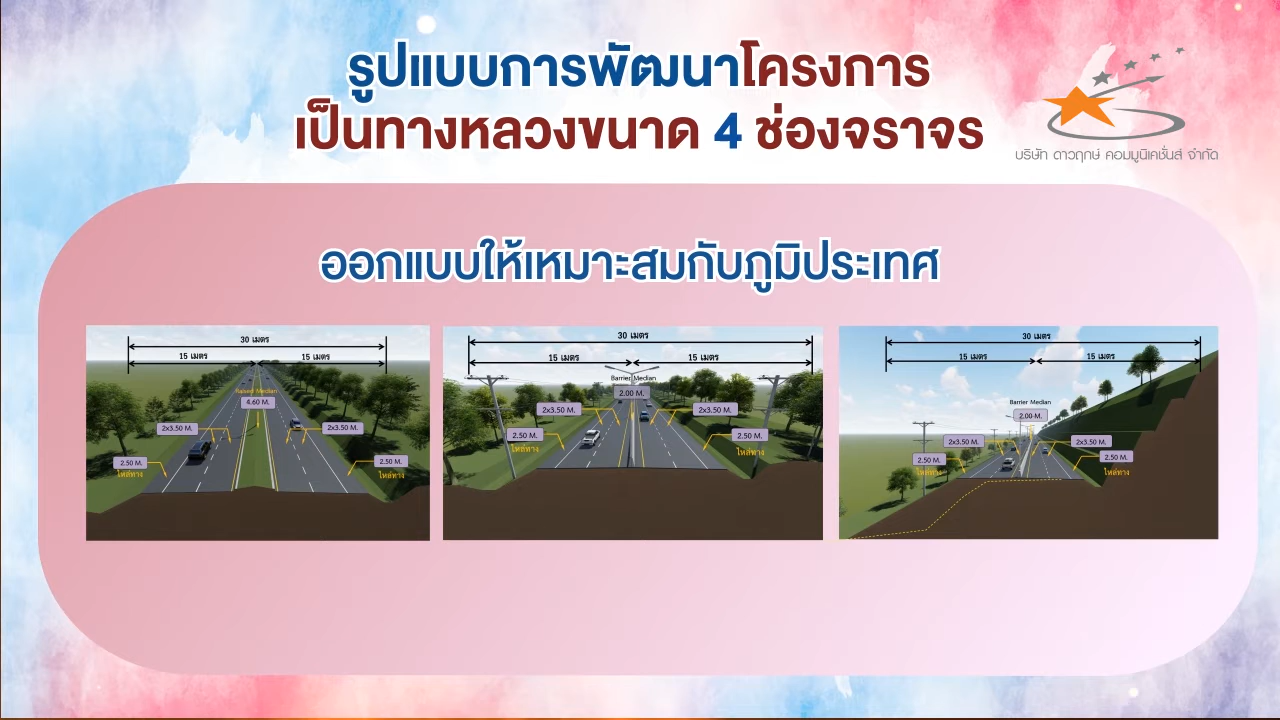 รูปแบบการพัฒนาโครงการ
เป็นทางหลวงขนาด 4 ช่องจราจร
บริษัท ดาวฤกษ์ คอมมูนิเคชั่นส์ จำกัด
ออกแบบให้เหมาะสมกับภูมิประเทศ
30 เมตร
15 เมตร 15 เมตร
Raised Median
4.60 M.
2x3.50 M. 2x3.50 M.
2.50 M. 2.50 M.
ไหล่ทาง ไหล่ทาง
30 เมตร
15 เมตร 15 เมตร
Barrier Median
2.00 M.
2x3.50 M. 2x3.50 M.
2.50 M. 2.50 M.
ไหล่ทาง ไหล่ทาง
30 เมตร
15 เมตร 15 เมตร
Barrier Median
2.00 M.
2x3.50 M. 2x3.50 M.
2.50 M. 2.50 M.
ไหล่ทาง ไหล่ทาง